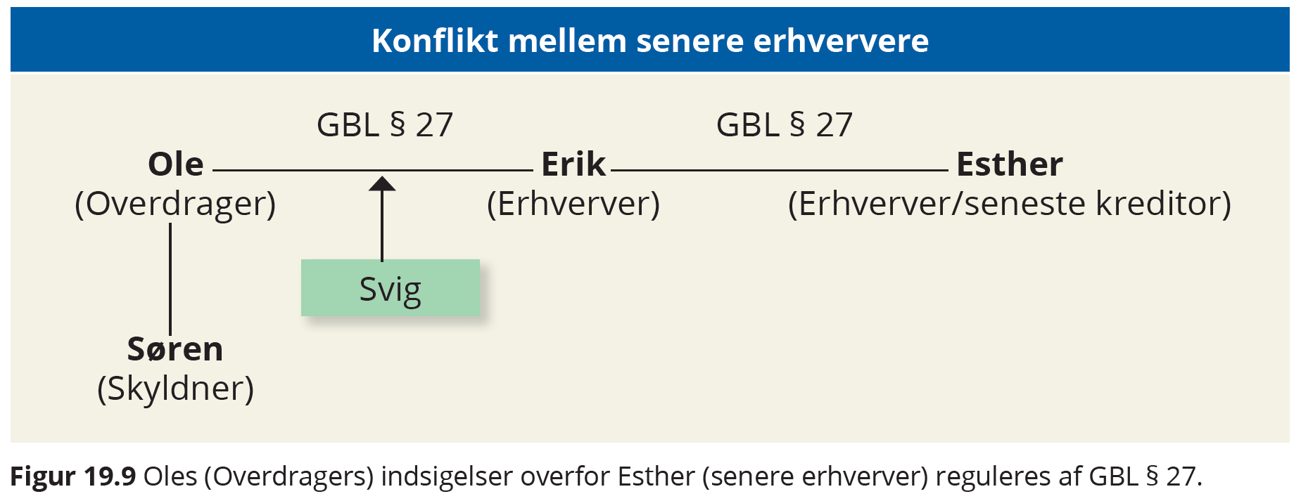 Konflikt mellem senere erhververe
GBL § 27 GBL § 27
Ole Erik Esther
(Overdrager) (Erhverver) (Erhverver/seneste kreditor)
Svig
Søren
(Skyldner)
Figur 19.9 Oles (Overdragers) indsigelser overfor Esther (senere erhverver) reguleres af GBL § 27.